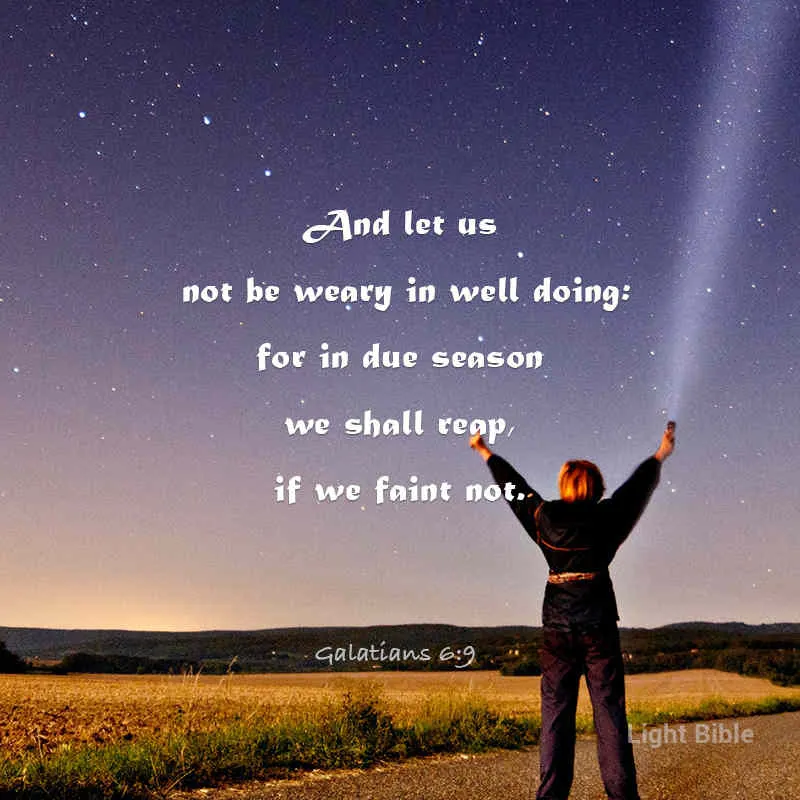 And let us
not be weary in well doing:
for in due season
we shall reap,
if we faint not.
Galatians 6:9
Light Bible